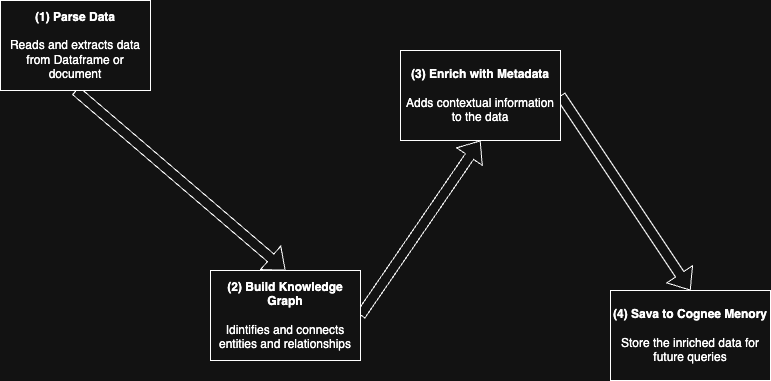 (1) Parse Data
Reads and extracts data
from Dataframe or
document
(2) Build Knowledge
Graph
Idintifies and connects
entities and relationships
(3) Enrich with Metadata
Adds contextual information
to the data
(4) Sava to Cognee Menory
Store the inriched data for
future queries